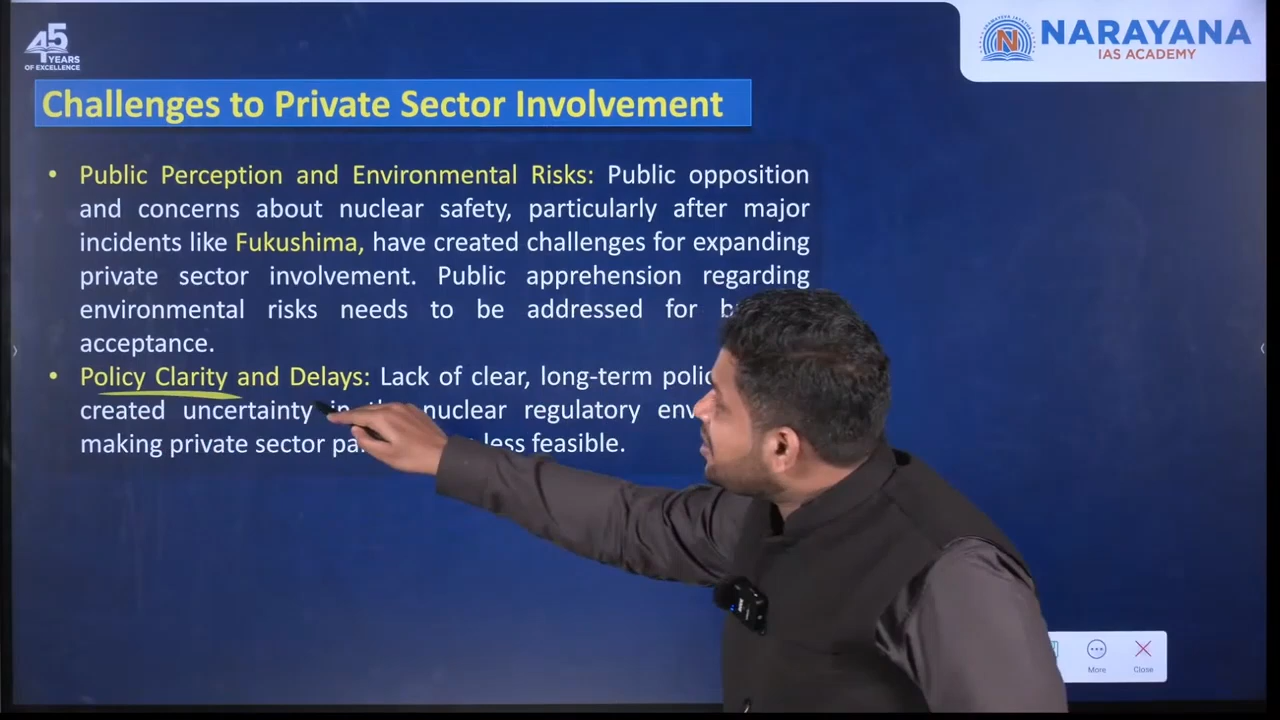 45
YEARS
OF EXCELLENCE
NARAYANA
IAS ACADEMY
Challenges to Private Sector Involvement
• Public Perception and Environmental Risks: Public opposition
and concerns about nuclear safety, particularly after major
incidents like Fukushima, have created challenges for expanding
private sector involvement. Public apprehension regarding
environmental risks needs to be addressed for
acceptance.
• Policy Clarity and Delays: Lack of clear, long-term
created uncertainty in the nuclear regulatory
making private sector less feasible.
More
Close